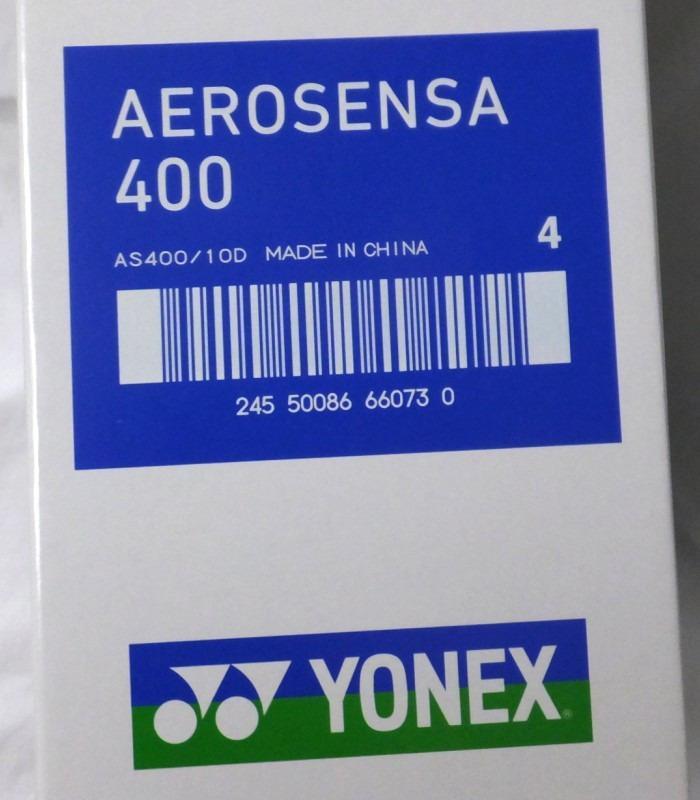 AEROSENSA
400
4
AS400/10D MADE IN CHINA
245 50086 66073 0
YONEX®